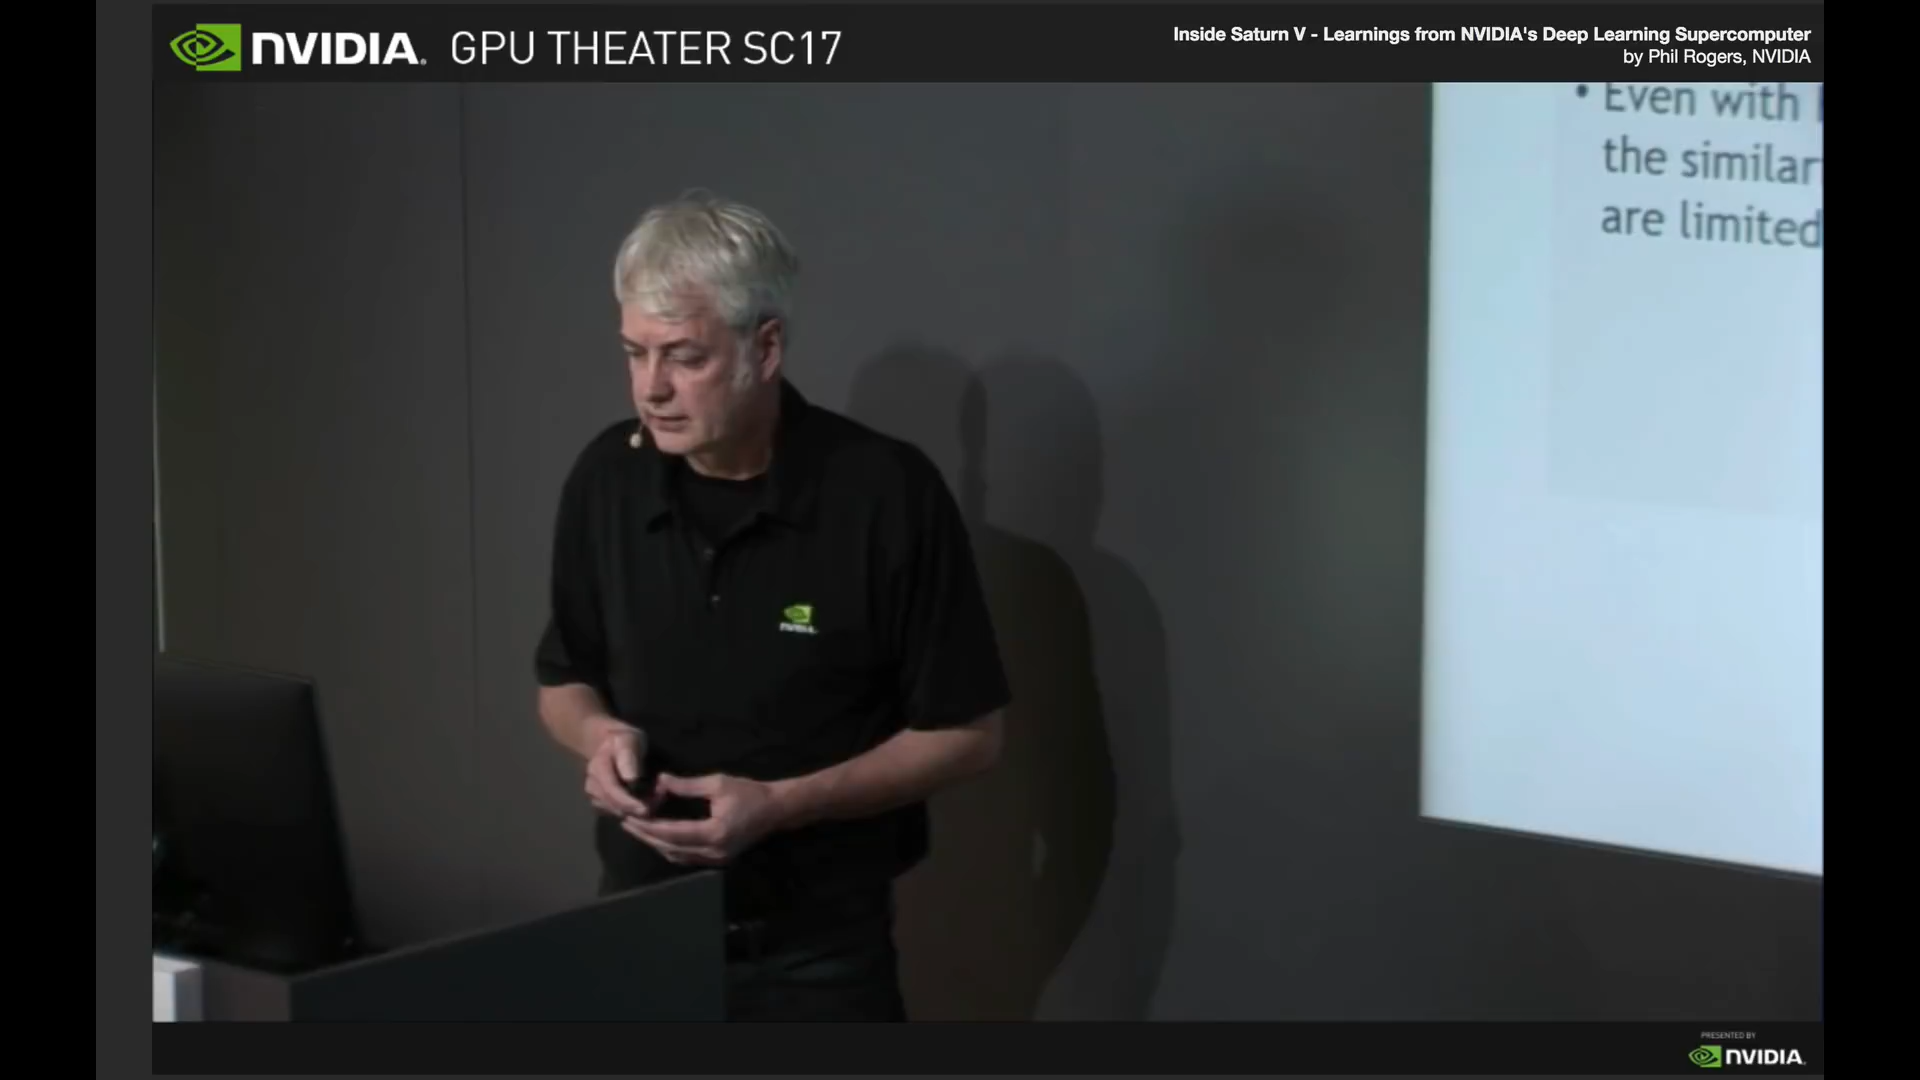 NVIDIA. GPU THEATER SC17
Inside Saturn V - Learnings from NVIDIA's Deep Learning Supercomputer
by Phil Rogers, NVIDIA
• Even with
the similar
are limited
NVIDIA.
PRESENTED BY
NVIDIA.